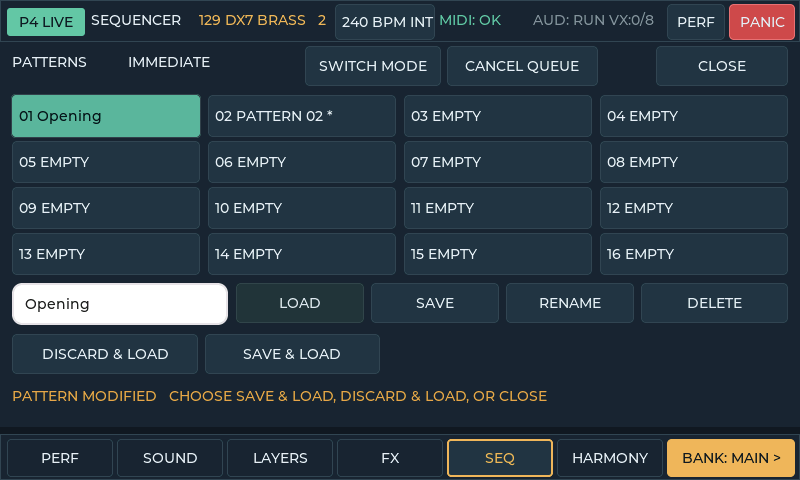 P4 LIVE SEQUENCER 129 DX7 BRASS 2 240 BPM INT MIDI: OK AUD: RUN VX:0/8 PERF PANIC
PATTERNS IMMEDIATE SWITCH MODE CANCEL QUEUE CLOSE
01 Opening 02 PATTERN 02 * 03 EMPTY 04 EMPTY
05 EMPTY 06 EMPTY 07 EMPTY 08 EMPTY
09 EMPTY 10 EMPTY 11 EMPTY 12 EMPTY
13 EMPTY 14 EMPTY 15 EMPTY 16 EMPTY
Opening LOAD SAVE RENAME DELETE
DISCARD & LOAD SAVE & LOAD
PATTERN MODIFIED CHOOSE SAVE & LOAD, DISCARD & LOAD, OR CLOSE
PERF SOUND LAYERS FX SEQ HARMONY BANK: MAIN >